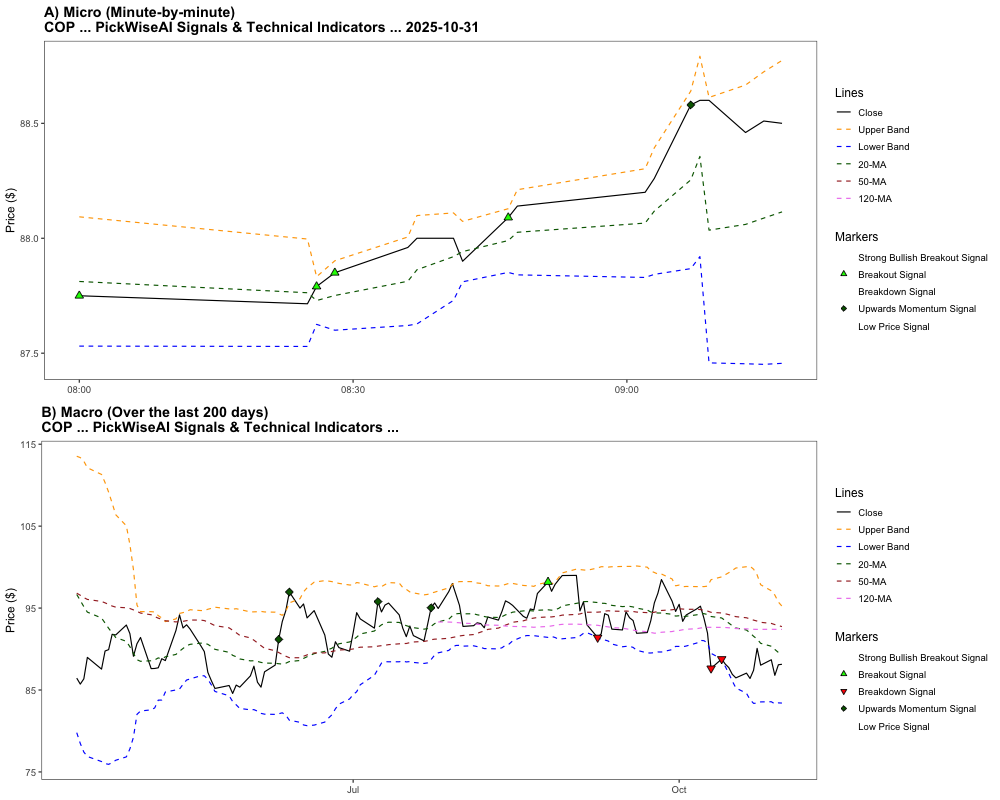 A) Micro (Minute-by-minute)
COP ... PickWiseAI Signals & Technical Indicators ... 2025-10-31
Price ($)
88.5
88.0
87.5
08:00
08:30
09:00
Lines
Close
Upper Band
Lower Band
20-MA
50-MA
120-MA
Markers
Strong Bullish Breakout Signal
Breakout Signal
Breakdown Signal
Upwards Momentum Signal
Low Price Signal
B) Macro (Over the last 200 days)
COP ... PickWiseAI Signals & Technical Indicators ...
Price ($)
115
105
95
85
75
Jul
Oct
Lines
Close
Upper Band
Lower Band
20-MA
50-MA
120-MA
Markers
Strong Bullish Breakout Signal
Breakout Signal
Breakdown Signal
Upwards Momentum Signal
Low Price Signal